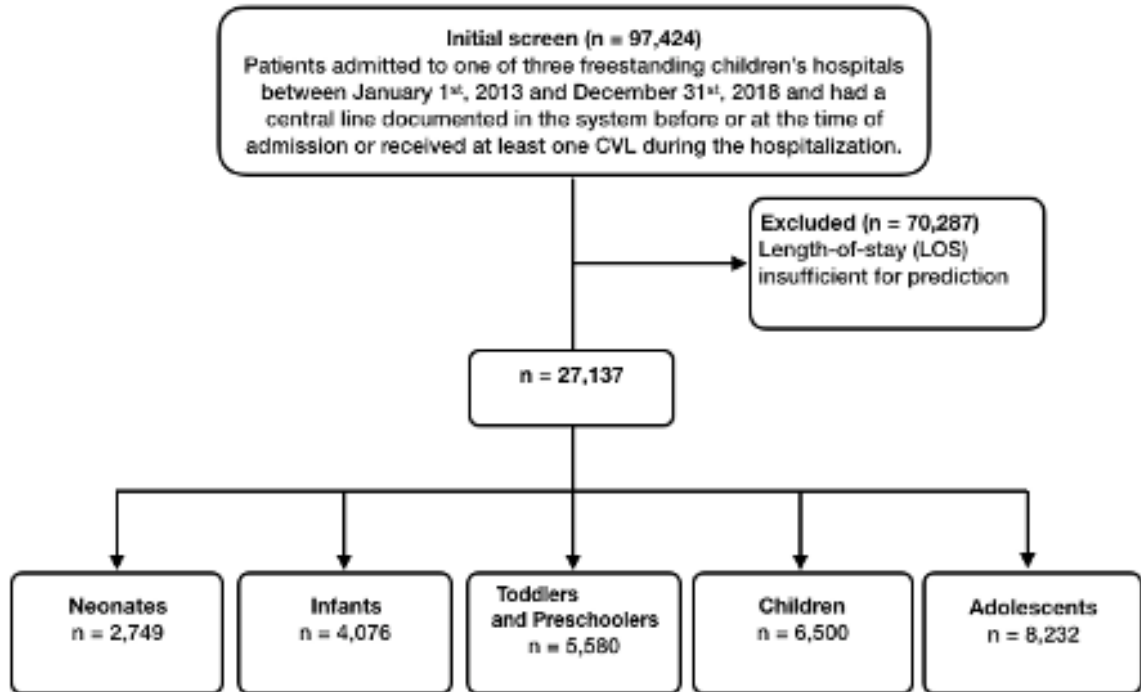 Initial screen (n = 97,424)
Patients admitted to one of three freestanding children's hospitals
between January 1st, 2013 and December 31st, 2018 and had a
central line documented in the system before or at the time of
admission or received at least one CVL during the hospitalization.
Excluded (n = 70,287)
Length-of-stay (LOS)
insufficient for prediction
n = 27,137
Neonates
n = 2,749
Infants
n = 4,076
Toddlers
and Preschoolers
n = 5,580
Children
n = 6,500
Adolescents
n = 8,232